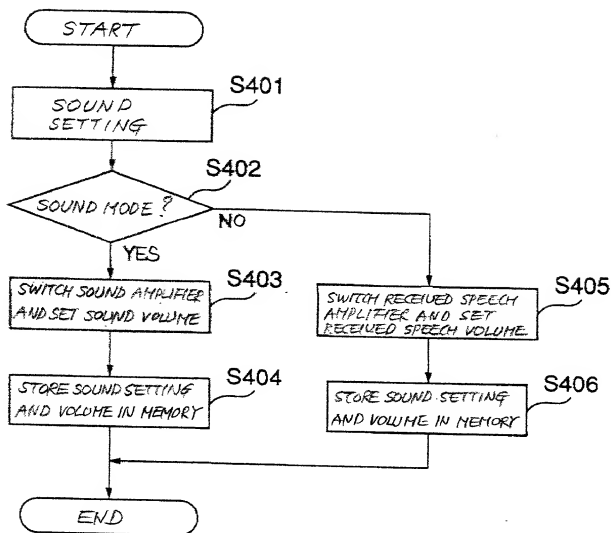 START
S401
SOUND
SETTING
S402
SOUND MODE?
NO
YES
S403
SWITCH SOUND AMPLIFIER
AND SET SOUND VOLUME
S405
SWITCH RECEIVED SPEECH
AMPLIFIER AND SET
RECEIVED SPEECH VOLUME
S404
STORE SOUND SETTING
AND VOLUME IN MEMORY
S406
STORE SOUND SETTING
AND VOLUME IN MEMORY
END